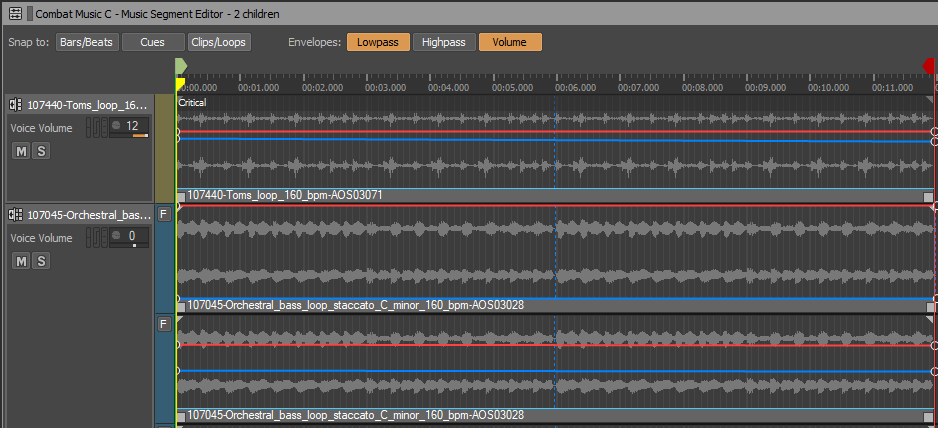 Combat Music C - Music Segment Editor - 2 children
Snap to: Bars/Beats Cues Clips/Loops Envelopes: Lowpass Highpass Volume
00:00.000 00:01.000 00:02.000 00:03.000 00:04.000 00:05.000 00:06.000 00:07.000 00:08.000 00:09.000 00:10.000 00:11.000
107440-Toms_loop_16...
Critical
Voice Volume 12
M S
107440-Toms_loop_160_bpm-AOS03071
107045-Orchestral_bass...
F
Voice Volume 0
M S
107045-Orchestral_bass_loop_staccato_C_minor_160_bpm-AOS03028
F
107045-Orchestral_bass_loop_staccato_C_minor_160_bpm-AOS03028